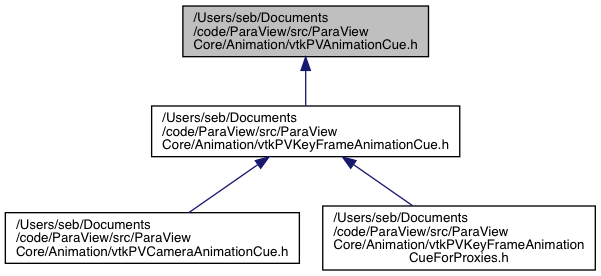 /Users/seb/Documents
/code/ParaView/src/ParaView
Core/Animation/vtkPVAnimationCue.h
/Users/seb/Documents
/code/ParaView/src/ParaView
Core/Animation/vtkPVKeyFrameAnimationCue.h
/Users/seb/Documents
/code/ParaView/src/ParaView
Core/Animation/vtkPVCameraAnimationCue.h
/Users/seb/Documents
/code/ParaView/src/ParaView
Core/Animation/vtkPVKeyFrameAnimation
CueForProxies.h